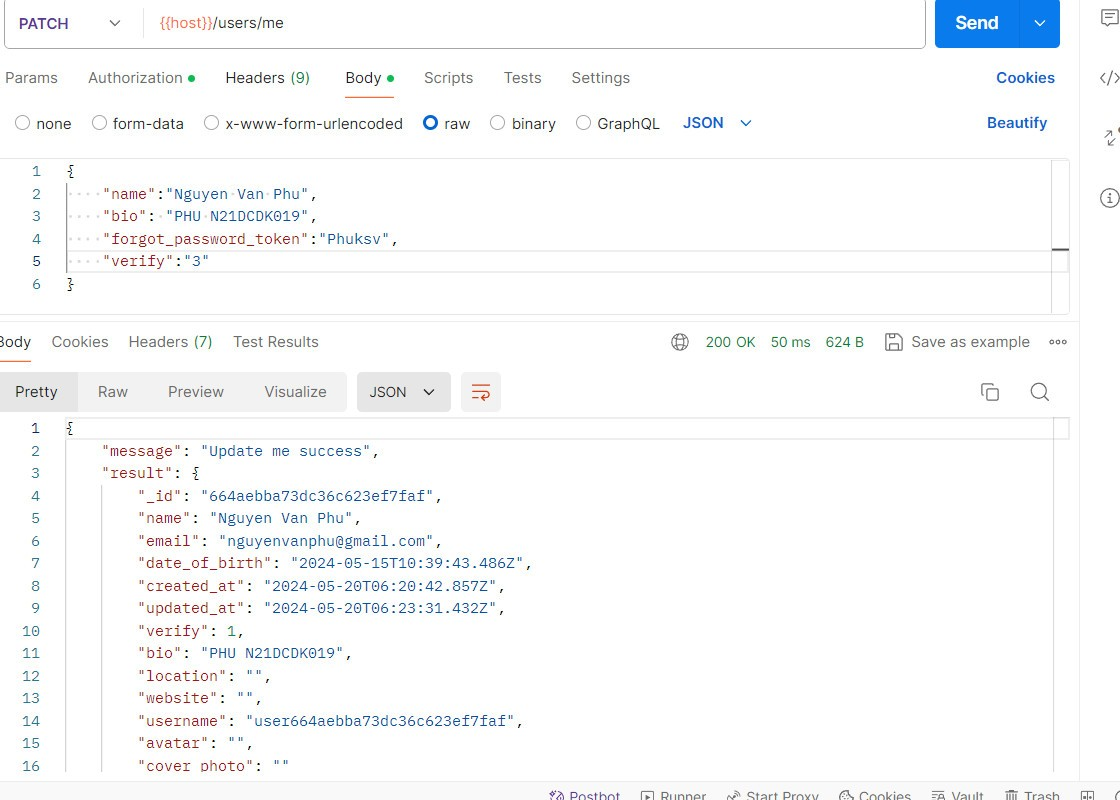 PATCH {{host}}/users/me Send
Params Authorization Headers (9) Body Scripts Tests Settings Cookies
none form-data x-www-form-urlencoded raw binary GraphQL JSON Beautify
1 {
2 "name":"Nguyen Van Phu",
3 "bio": "PHU N21DCDK019",
4 "forgot_password_token":"Phuksv",
5 "verify":"3"
6 }
Body Cookies Headers (7) Test Results 200 OK 50 ms 624 B Save as example
Pretty Raw Preview Visualize JSON
1 {
2 "message": "Update me success",
3 "result": {
4 "_id": "664aebba73dc36c623ef7faf",
5 "name": "Nguyen Van Phu",
6 "email": "nguyenvanphu@gmail.com",
7 "date_of_birth": "2024-05-15T10:39:43.486Z",
8 "created_at": "2024-05-20T06:20:42.857Z",
9 "updated_at": "2024-05-20T06:23:31.432Z",
10 "verify": 1,
11 "bio": "PHU N21DCDK019",
12 "location": "",
13 "website": "",
14 "username": "user664aebba73dc36c623ef7faf",
15 "avatar": "",
16 "cover_photo": ""
Postbot Runner Start Proxy Cookies Vault Trash